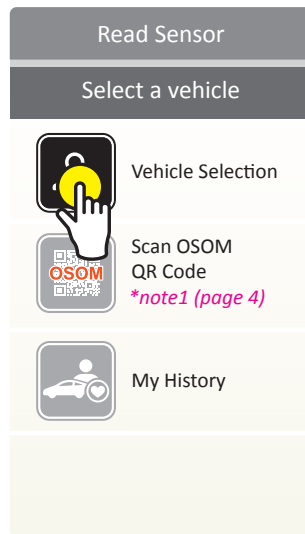 Read Sensor
Select a vehicle
Vehicle Selection
Scan OSOM
QR Code
*note1 (page 4)
OSOM
My History